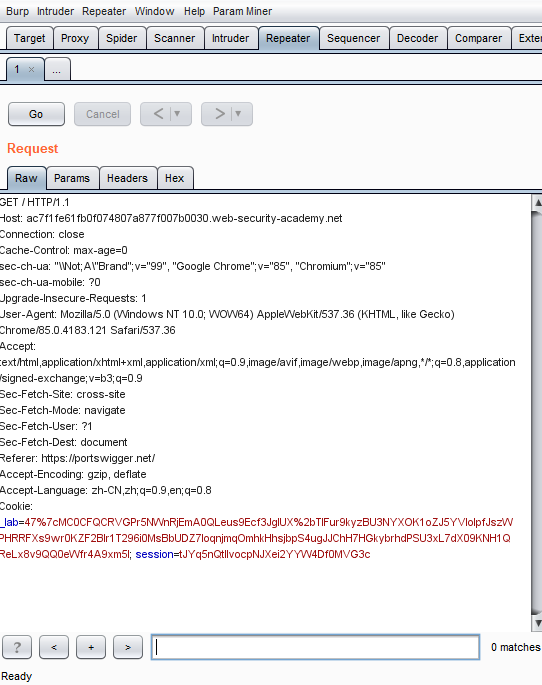 Burp Intruder Repeater Window Help Param Miner
Target Proxy Spider Scanner Intruder Repeater Sequencer Decoder Comparer Exter
1 × ...
Go Cancel < ▼ > ▼
Request
Raw Params Headers Hex
GET / HTTP/1.1
Host: ac7f1fe61fb0f074807a877f007b0030.web-security-academy.net
Connection: close
Cache-Control: max-age=0
sec-ch-ua: "\\Not;A\"Brand";v="99", "Google Chrome";v="85", "Chromium";v="85"
sec-ch-ua-mobile: ?0
Upgrade-Insecure-Requests: 1
User-Agent: Mozilla/5.0 (Windows NT 10.0; WOW64) AppleWebKit/537.36 (KHTML, like Gecko)
Chrome/85.0.4183.121 Safari/537.36
Accept:
text/html,application/xhtml+xml,application/xml;q=0.9,image/avif,image/webp,image/apng,*/*;q=0.8,application
/signed-exchange;v=b3;q=0.9
Sec-Fetch-Site: cross-site
Sec-Fetch-Mode: navigate
Sec-Fetch-User: ?1
Sec-Fetch-Dest: document
Referer: https://portswigger.net/
Accept-Encoding: gzip, deflate
Accept-Language: zh-CN,zh;q=0.9,en;q=0.8
Cookie:
_lab=47%7cMC0CFQCRVGPr5NWnRjEmA0QLeus9Ecf3JglUX%2bTlFur9kyzBU3NYXOK1oZJ5YVlolpfJszW
PHRRFXs9wr0KZF2Blr1T296i0MsBbUDZ7loqnjmqOmhkHhsjbpS4ugJJChH7HGkybrhdPSU3xL7dX09KNH1Q
ReLx8v9QQ0eWfr4A9xm5l; session=tJYq5nQtllvocpNJXei2YYW4Df0MVG3c
? < + > 0 matches
Ready